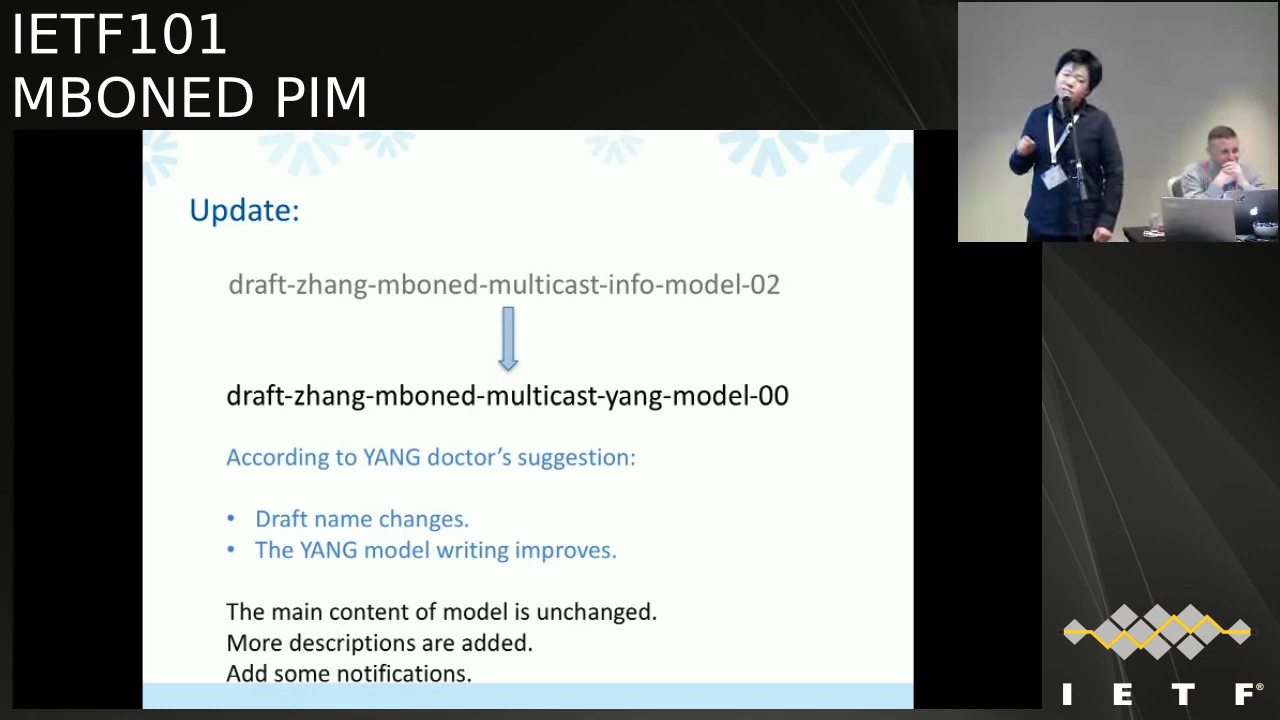 IETF101
MBONED PIM
Update:
draft-zhang-mboned-multicast-info-model-02
draft-zhang-mboned-multicast-yang-model-00
According to YANG doctor’s suggestion:
• Draft name changes.
• The YANG model writing improves.
The main content of model is unchanged.
More descriptions are added.
Add some notifications.
I E T F®